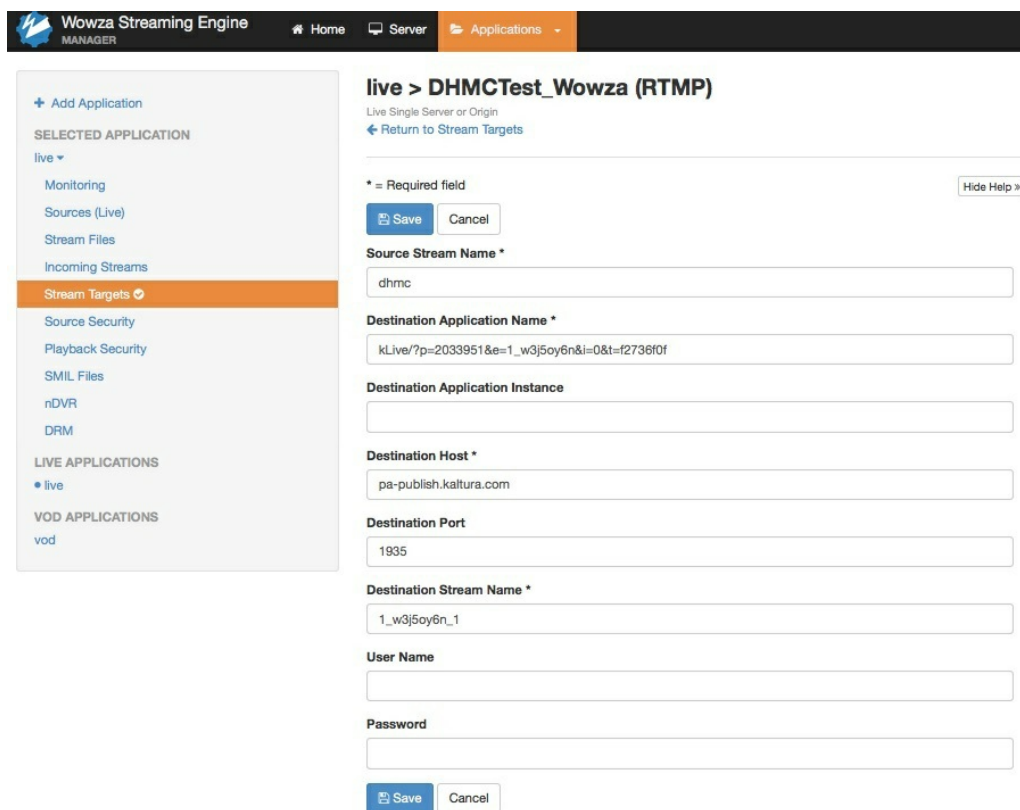 Wowza Streaming Engine
MANAGER
Home
Server
Applications
+ Add Application
SELECTED APPLICATION
live
Monitoring
Sources (Live)
Stream Files
Incoming Streams
Stream Targets
Source Security
Playback Security
SMIL Files
nDVR
DRM
LIVE APPLICATIONS
live
VOD APPLICATIONS
vod
live > DHMCTest_Wowza (RTMP)
Live Single Server or Origin
Return to Stream Targets
* = Required field
Hide Help »
Save Cancel
Source Stream Name *
dhmc
Destination Application Name *
kLive/?p=2033951&e=1_w3j5oy6n&i=0&t=f2736f0f
Destination Application Instance
Destination Host *
pa-publish.kaltura.com
Destination Port
1935
Destination Stream Name *
1_w3j5oy6n_1
User Name
Password
Save Cancel